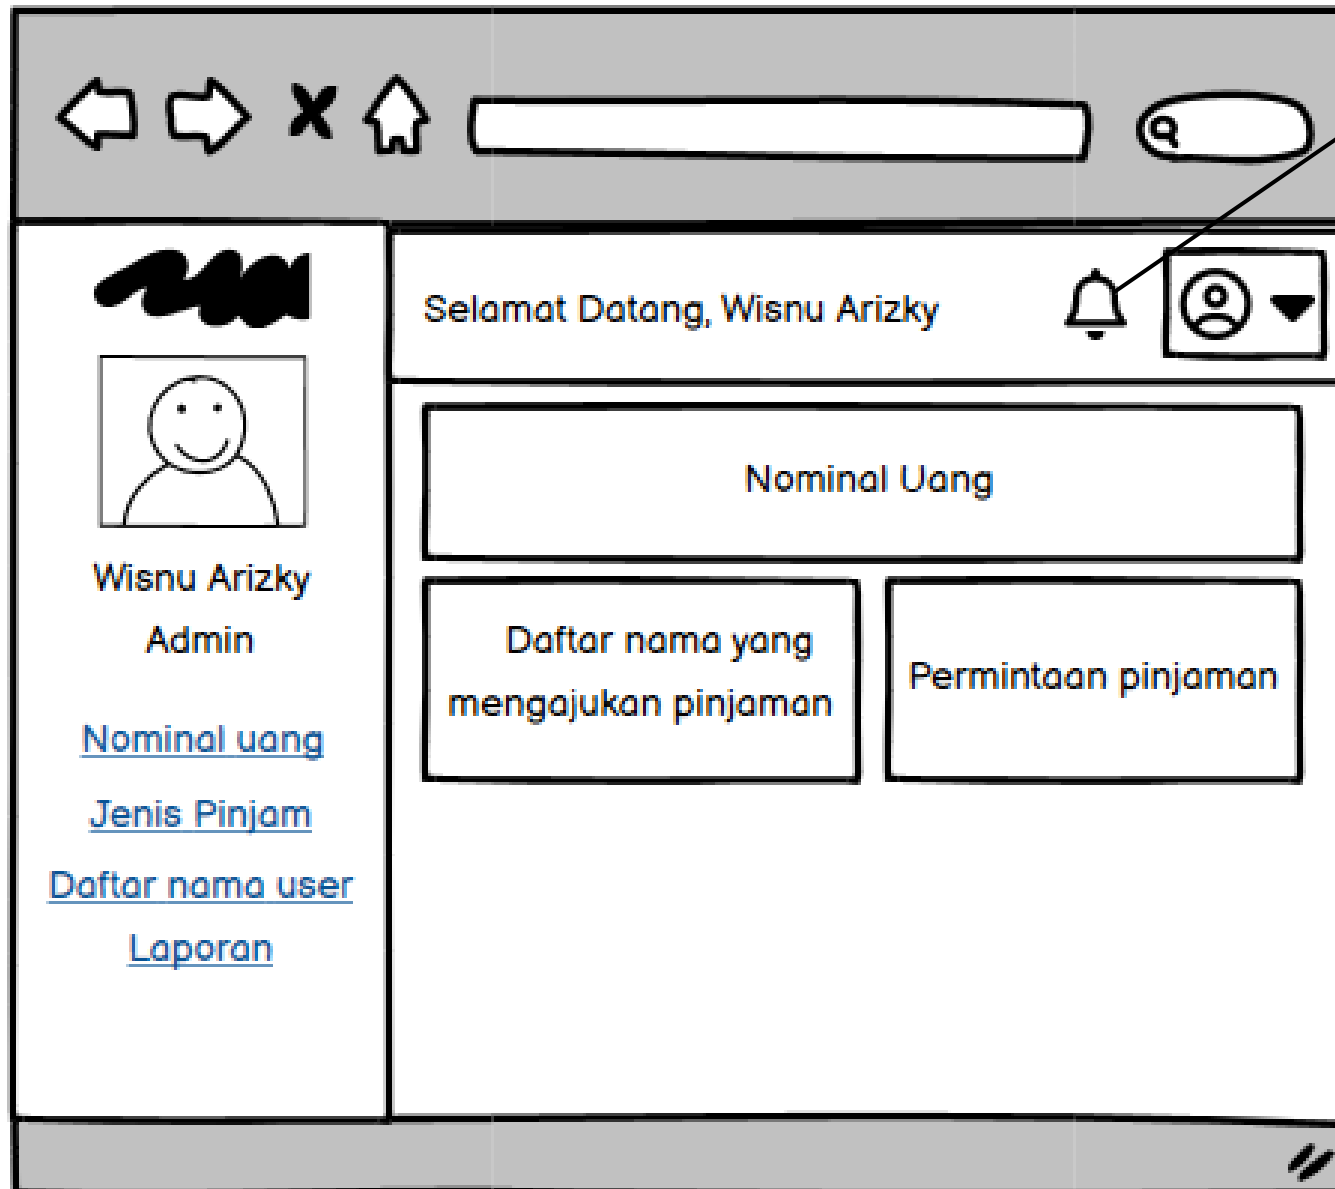 Selamat Datang, Wisnu Arizky
Wisnu Arizky
Admin
Nominal uang
Jenis Pinjam
Daftar nama user
Laporan
Nominal Uang
Daftar nama yang
mengajukan pinjaman
Permintaan pinjaman